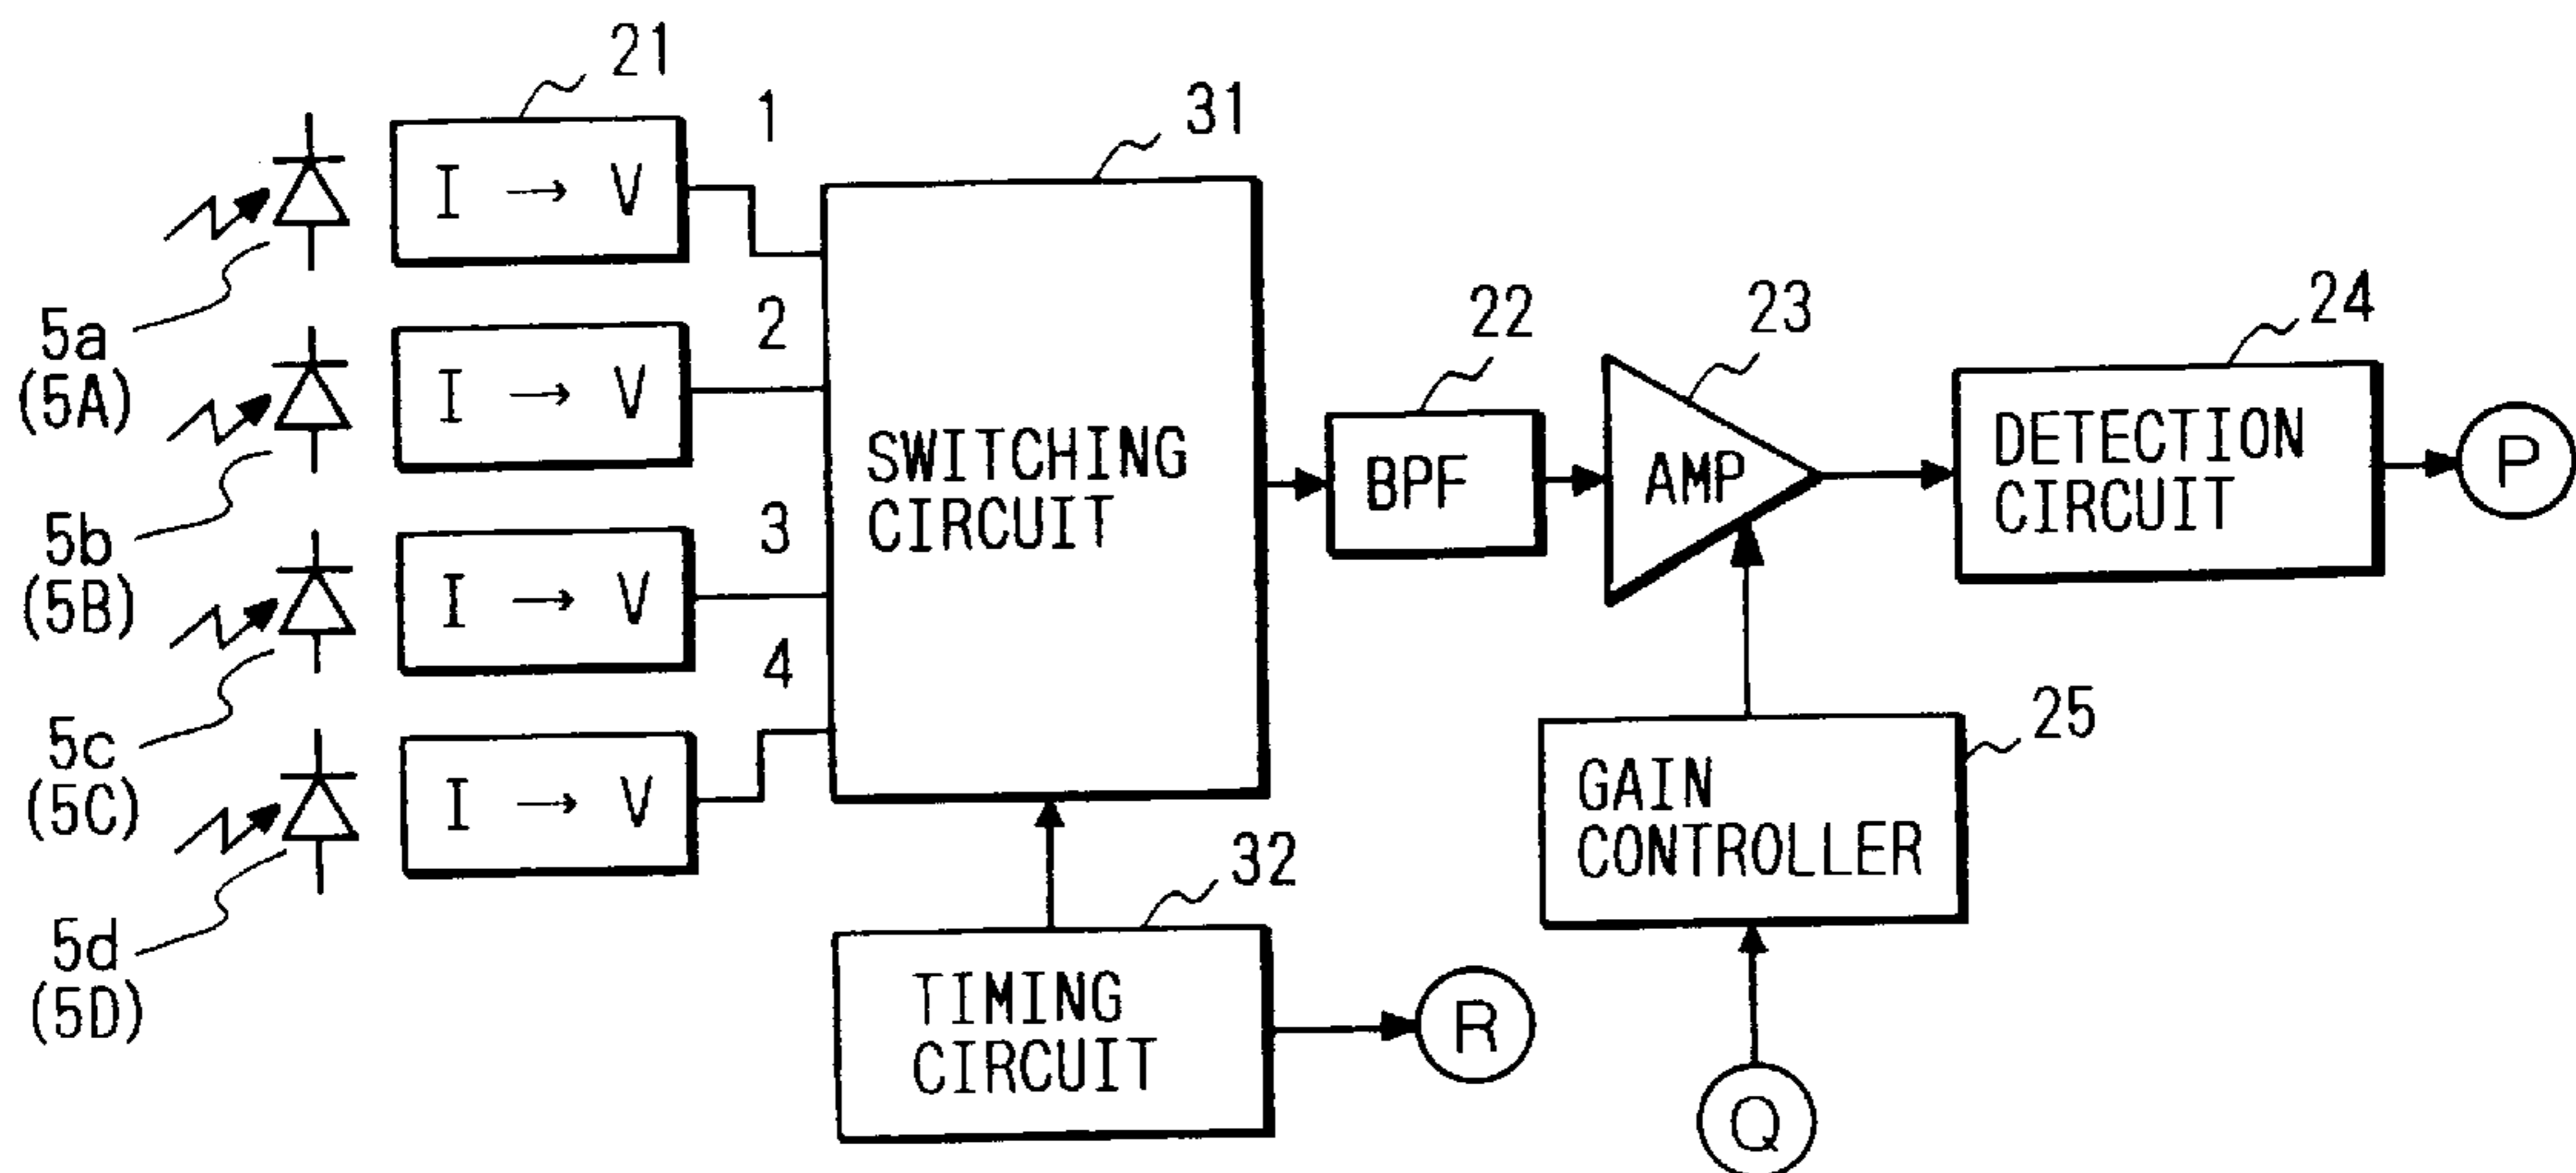 21
I → V
1
31
5a
(5A)
I → V
2
5b
(5B)
I → V
3
5c
(5C)
I → V
4
5d
(5D)
SWITCHING
CIRCUIT
22
BPF
23
AMP
24
DETECTION
CIRCUIT
P
25
GAIN
CONTROLLER
32
TIMING
CIRCUIT
R
Q